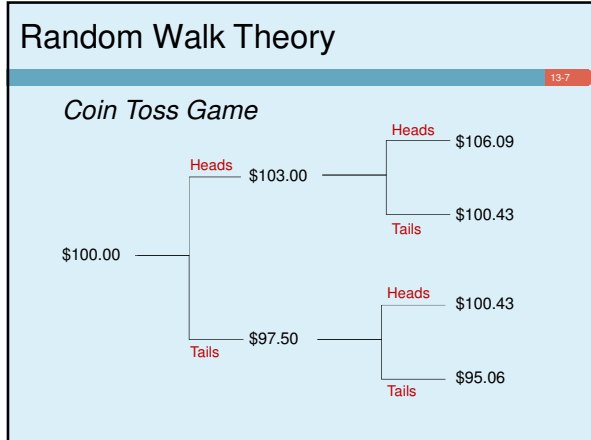 Random Walk Theory
13-7
Coin Toss Game
Heads
$106.09
Heads
$103.00
$100.43
Tails
$100.00
Heads
$100.43
$97.50
Tails
$95.06
Tails